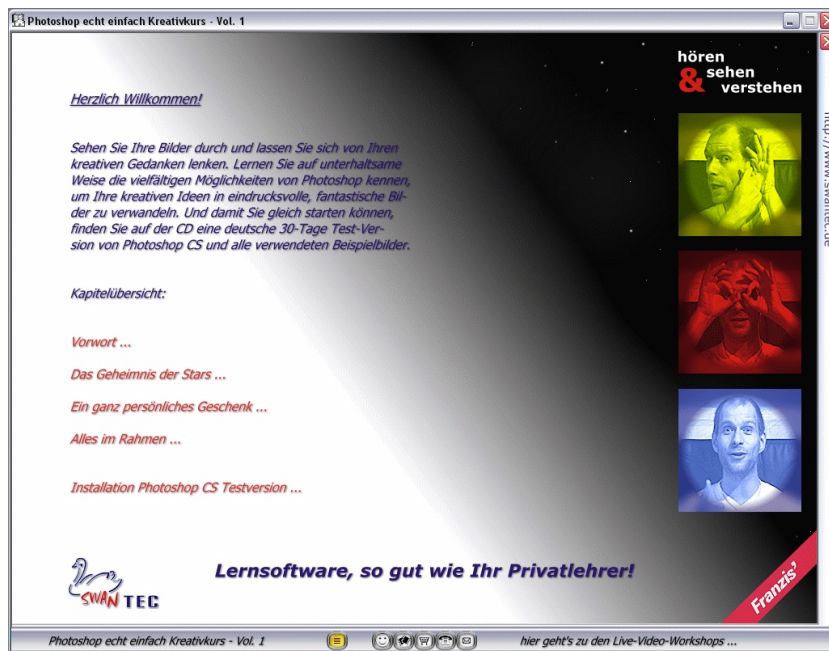 Photoshop echt einfach Kreativkurs - Vol. 1
hören
& sehen
verstehen
http://www.swantec.de
Herzlich Willkommen!
Sehen Sie Ihre Bilder durch und lassen Sie sich von Ihren
kreativen Gedanken lenken. Lernen Sie auf unterhaltsame
Weise die vielfältigen Möglichkeiten von Photoshop kennen,
um Ihre kreativen Ideen in eindrucksvolle, fantastische Bil-
der zu verwandeln. Und damit Sie gleich starten können,
finden Sie auf der CD eine deutsche 30-Tage Test-Ver-
sion von Photoshop CS und alle verwendeten Beispielbilder.
Kapitelübersicht:
Vorwort ...
Das Geheimnis der Stars ...
Ein ganz persönliches Geschenk ...
Alles im Rahmen ...
Installation Photoshop CS Testversion ...
SWAN TEC
Lernsoftware, so gut wie Ihr Privatlehrer!
Franzis'
Photoshop echt einfach Kreativkurs - Vol. 1
hier geht's zu den Live-Video-Workshops ...